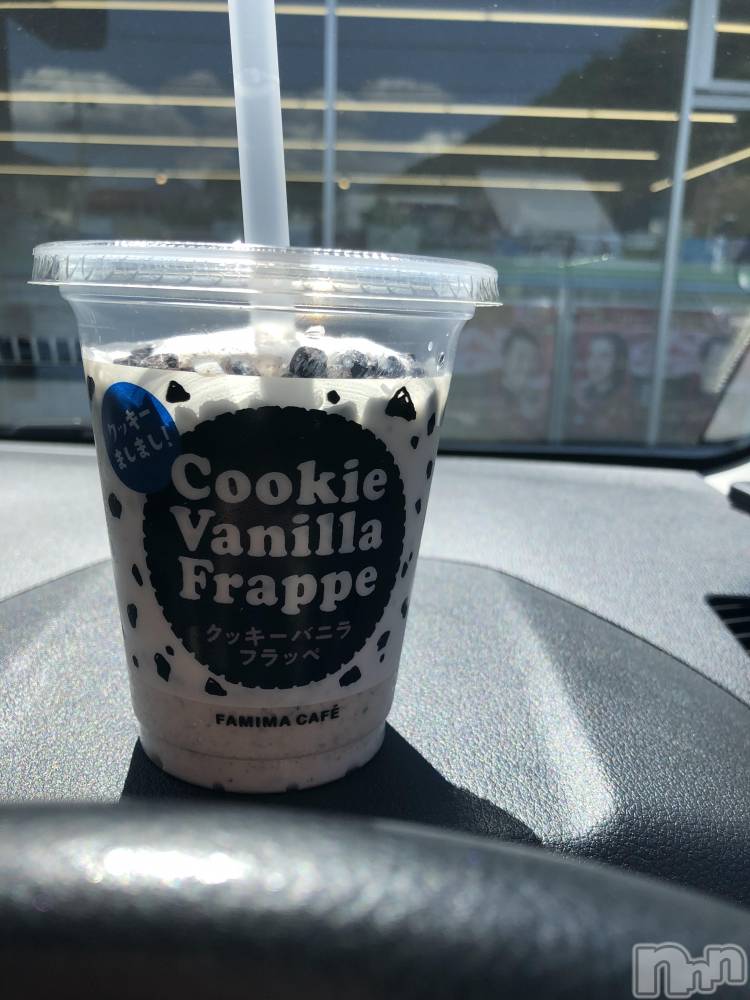 クッキー
ましまし!
Cookie
Vanilla
Frappe
クッキーバニラ
フラッペ
FAMIMA CAFÉ
nnn